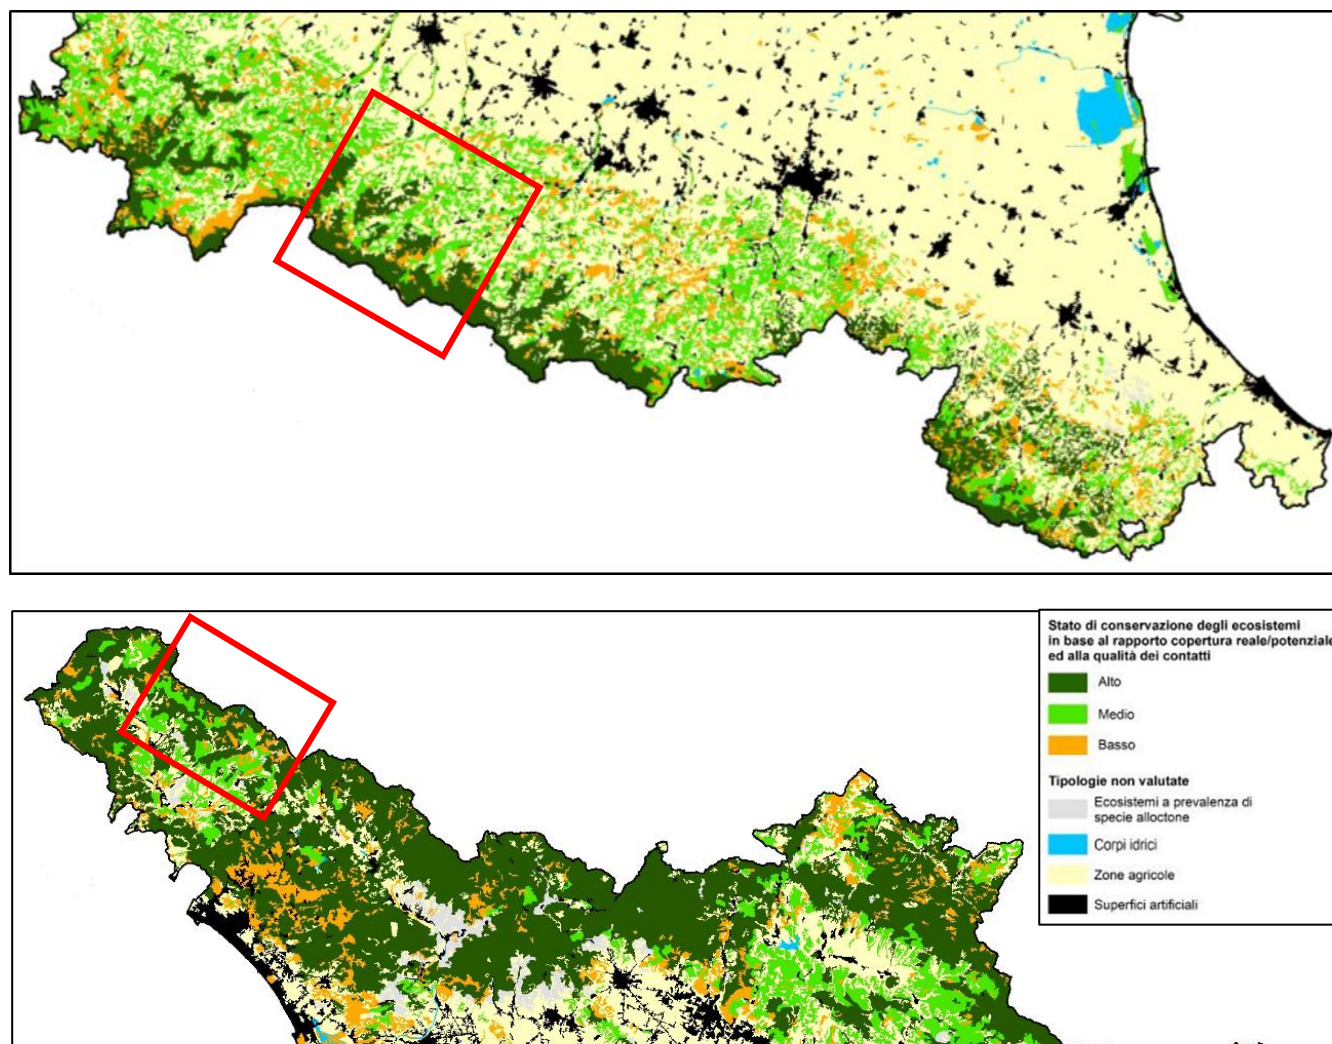 Stato di conservazione degli ecosistemi
in base al rapporto copertura reale/potenziale
ed alla qualità dei contatti
Alto
Medio
Basso
Tipologie non valutate
Ecosistemi a prevalenza di
specie alloctone
Corpi idrici
Zone agricole
Superfici artificiali